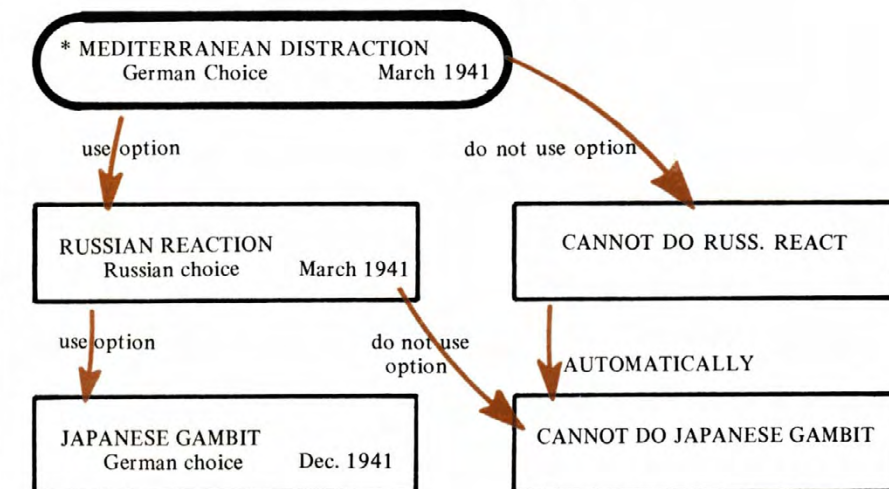 * MEDITERRANEAN DISTRACTION
German Choice March 1941
use option
do not use option
RUSSIAN REACTION
Russian choice March 1941
CANNOT DO RUSS. REACT
use option
do not use
option
AUTOMATICALLY
JAPANESE GAMBIT
German choice Dec. 1941
CANNOT DO JAPANESE GAMBIT